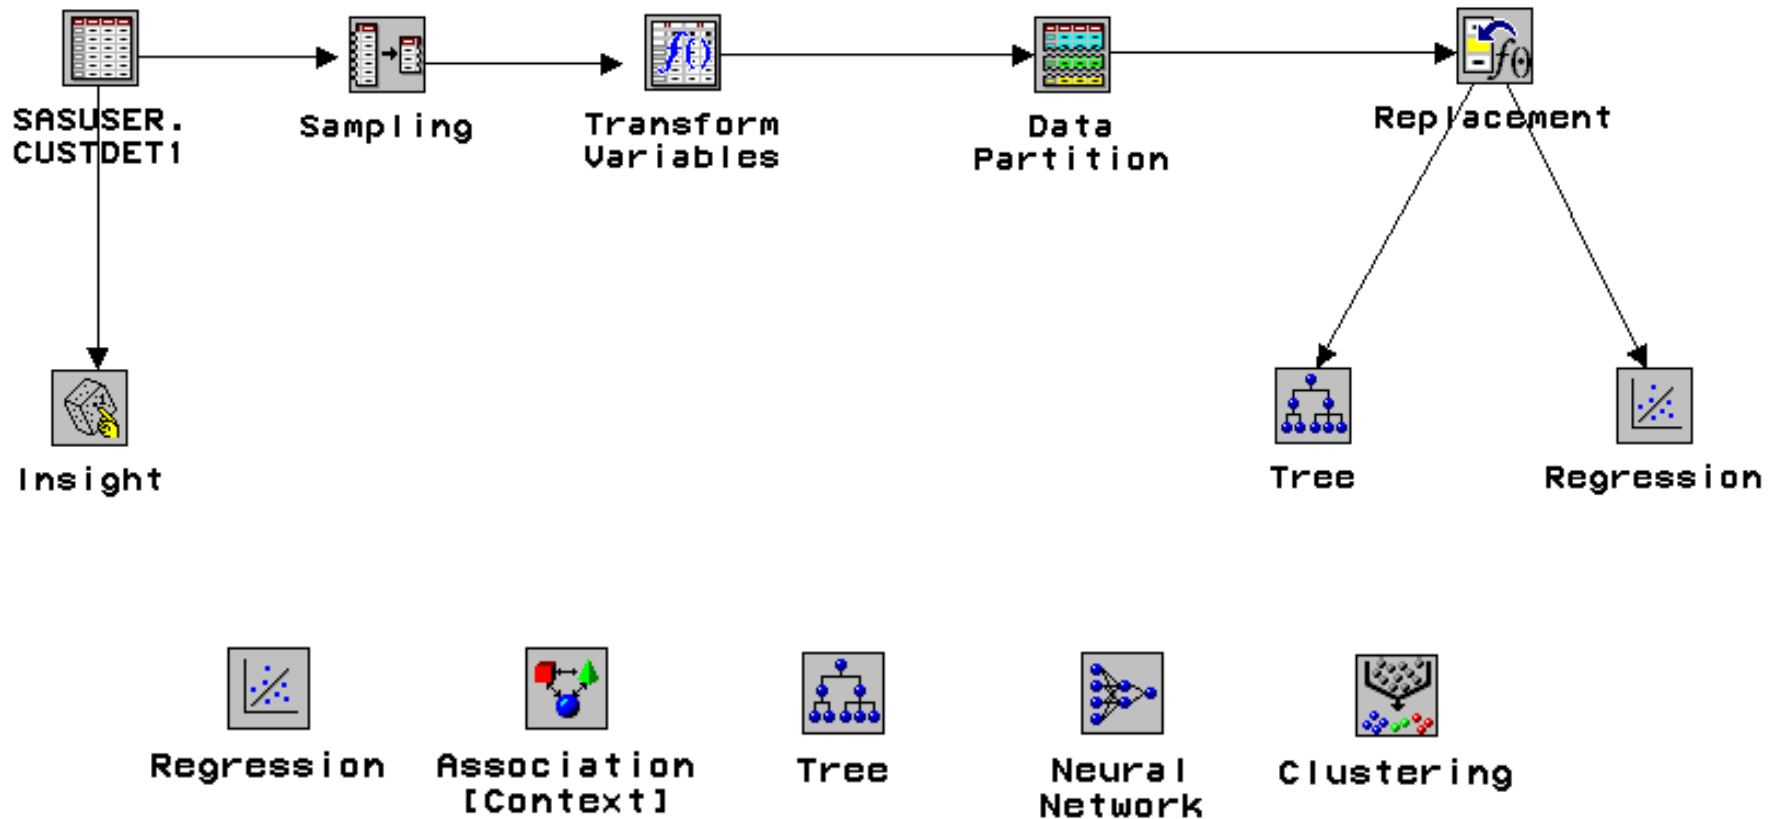 SASUSER.
CUSTDET1
Sampling
Transform
Variables
Data
Partition
Replacement
Insight
Tree
Regression
Regression
Association
[Context]
Tree
Neural
Network
Clustering